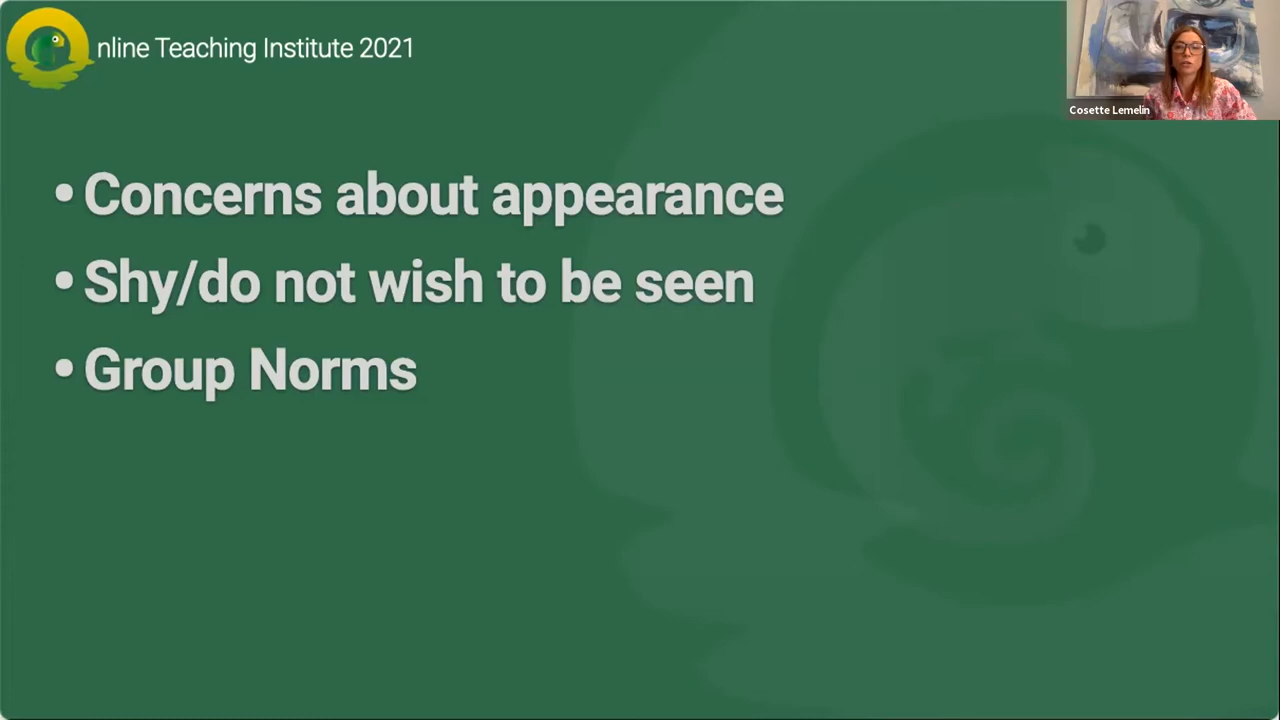 nline Teaching Institute 2021
Cosette Lemelin
• Concerns about appearance
• Shy/do not wish to be seen
• Group Norms